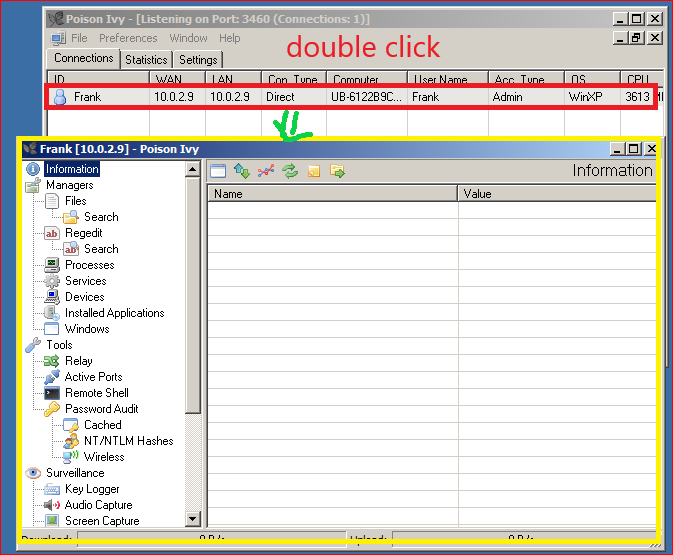 Poison Ivy - [Listening on Port: 3460 (Connections: 1)]
File Preferences Window Help
double click
Connections Statistics Settings
ID WAN LAN Con. Type Computer User Name Acc. Type OS CPU
Frank 10.0.2.9 10.0.2.9 Direct UB-6122B9C... Frank Admin WinXP 3613
Frank [10.0.2.9] - Poison Ivy
Information
Information
Name Value
Managers
Files
Search
Regedit
Search
Processes
Services
Devices
Installed Applications
Windows
Tools
Relay
Active Ports
Remote Shell
Password Audit
Cached
NT/NTLM Hashes
Wireless
Surveillance
Key Logger
Audio Capture
Screen Capture